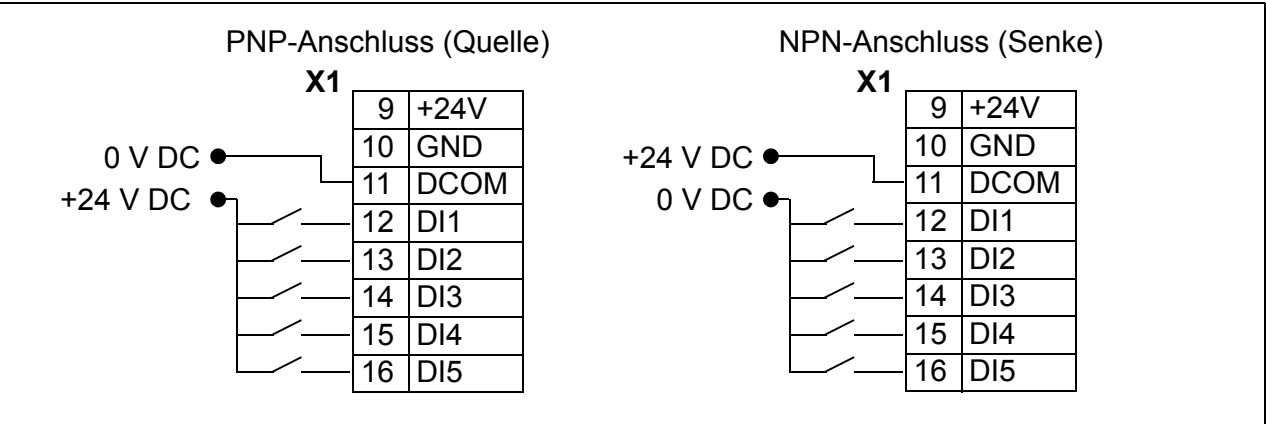 PNP-Anschluss (Quelle) NPN-Anschluss (Senke)
X1 X1
9 +24V 9 +24V
0 V DC 10 GND +24 V DC 10 GND
11 DCOM 11 DCOM
+24 V DC 0 V DC
12 DI1 12 DI1
13 DI2 13 DI2
14 DI3 14 DI3
15 DI4 15 DI4
16 DI5 16 DI5